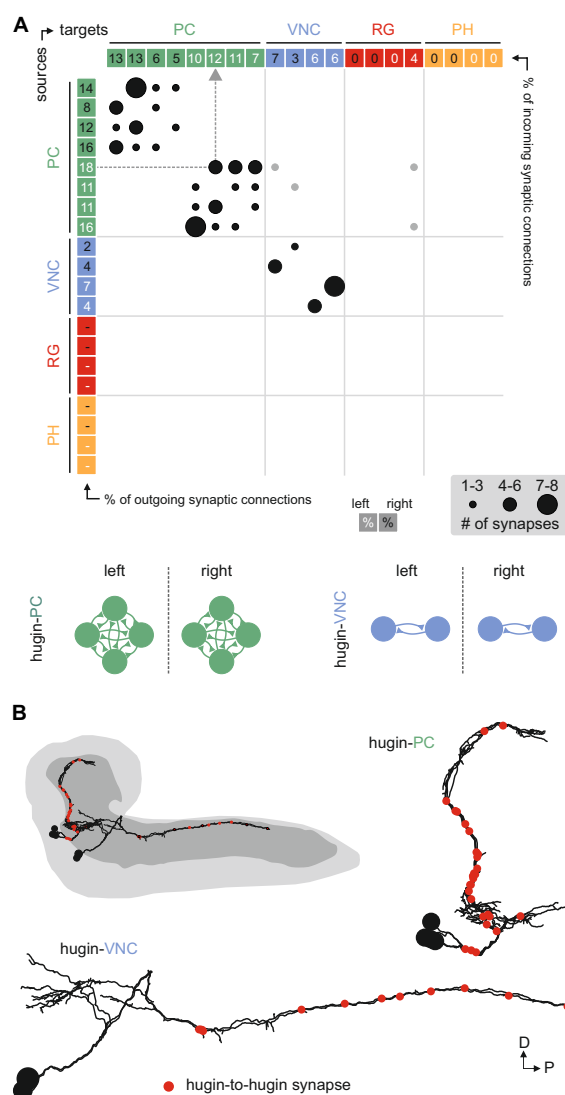 A
targets
sources
PC VNC RG PH
13 13 6 5 10 12 11 7 7 3 6 6 0 0 0 4 0 0 0 0
% of incoming synaptic connections
PC
14
8
12
16
18
11
11
16
VNC
2
4
7
4
RG
-
-
-
-
PH
-
-
-
-
% of outgoing synaptic connections
left right
% %
1-3 4-6 7-8
# of synapses
hugin-PC
left right
hugin-VNC
left right
B
hugin-PC
hugin-VNC
D
P
hugin-to-hugin synapse